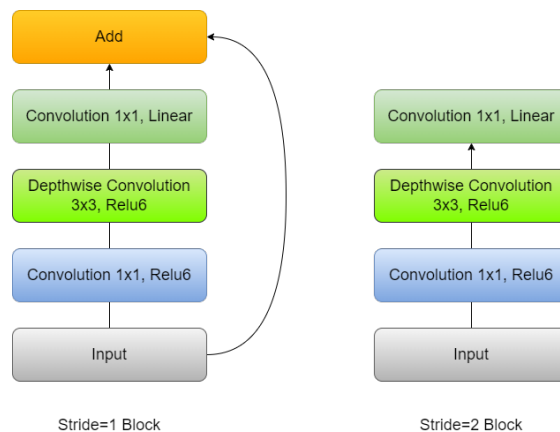 Add
Convolution 1x1, Linear
Depthwise Convolution
3x3, Relu6
Convolution 1x1, Relu6
Input
Stride=1 Block
Convolution 1x1, Linear
Depthwise Convolution
3x3, Relu6
Convolution 1x1, Relu6
Input
Stride=2 Block